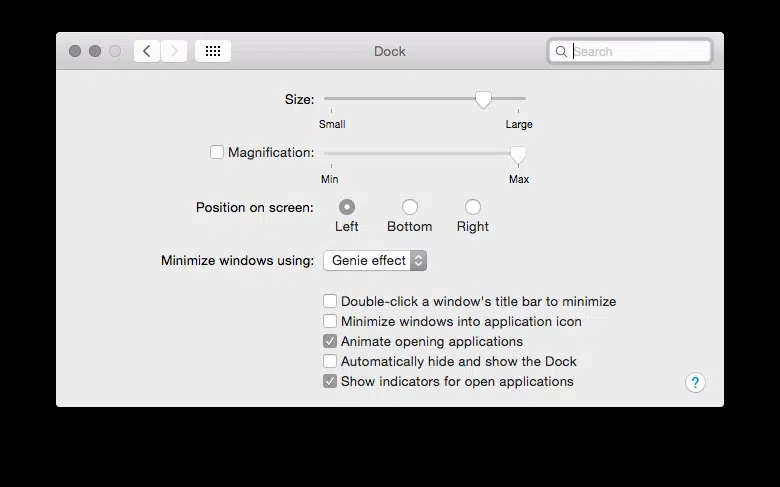 Dock
Search
Size:
Small Large
Magnification:
Min Max
Position on screen:
Left Bottom Right
Minimize windows using: Genie effect
Double-click a window's title bar to minimize
Minimize windows into application icon
Animate opening applications
Automatically hide and show the Dock
Show indicators for open applications
?